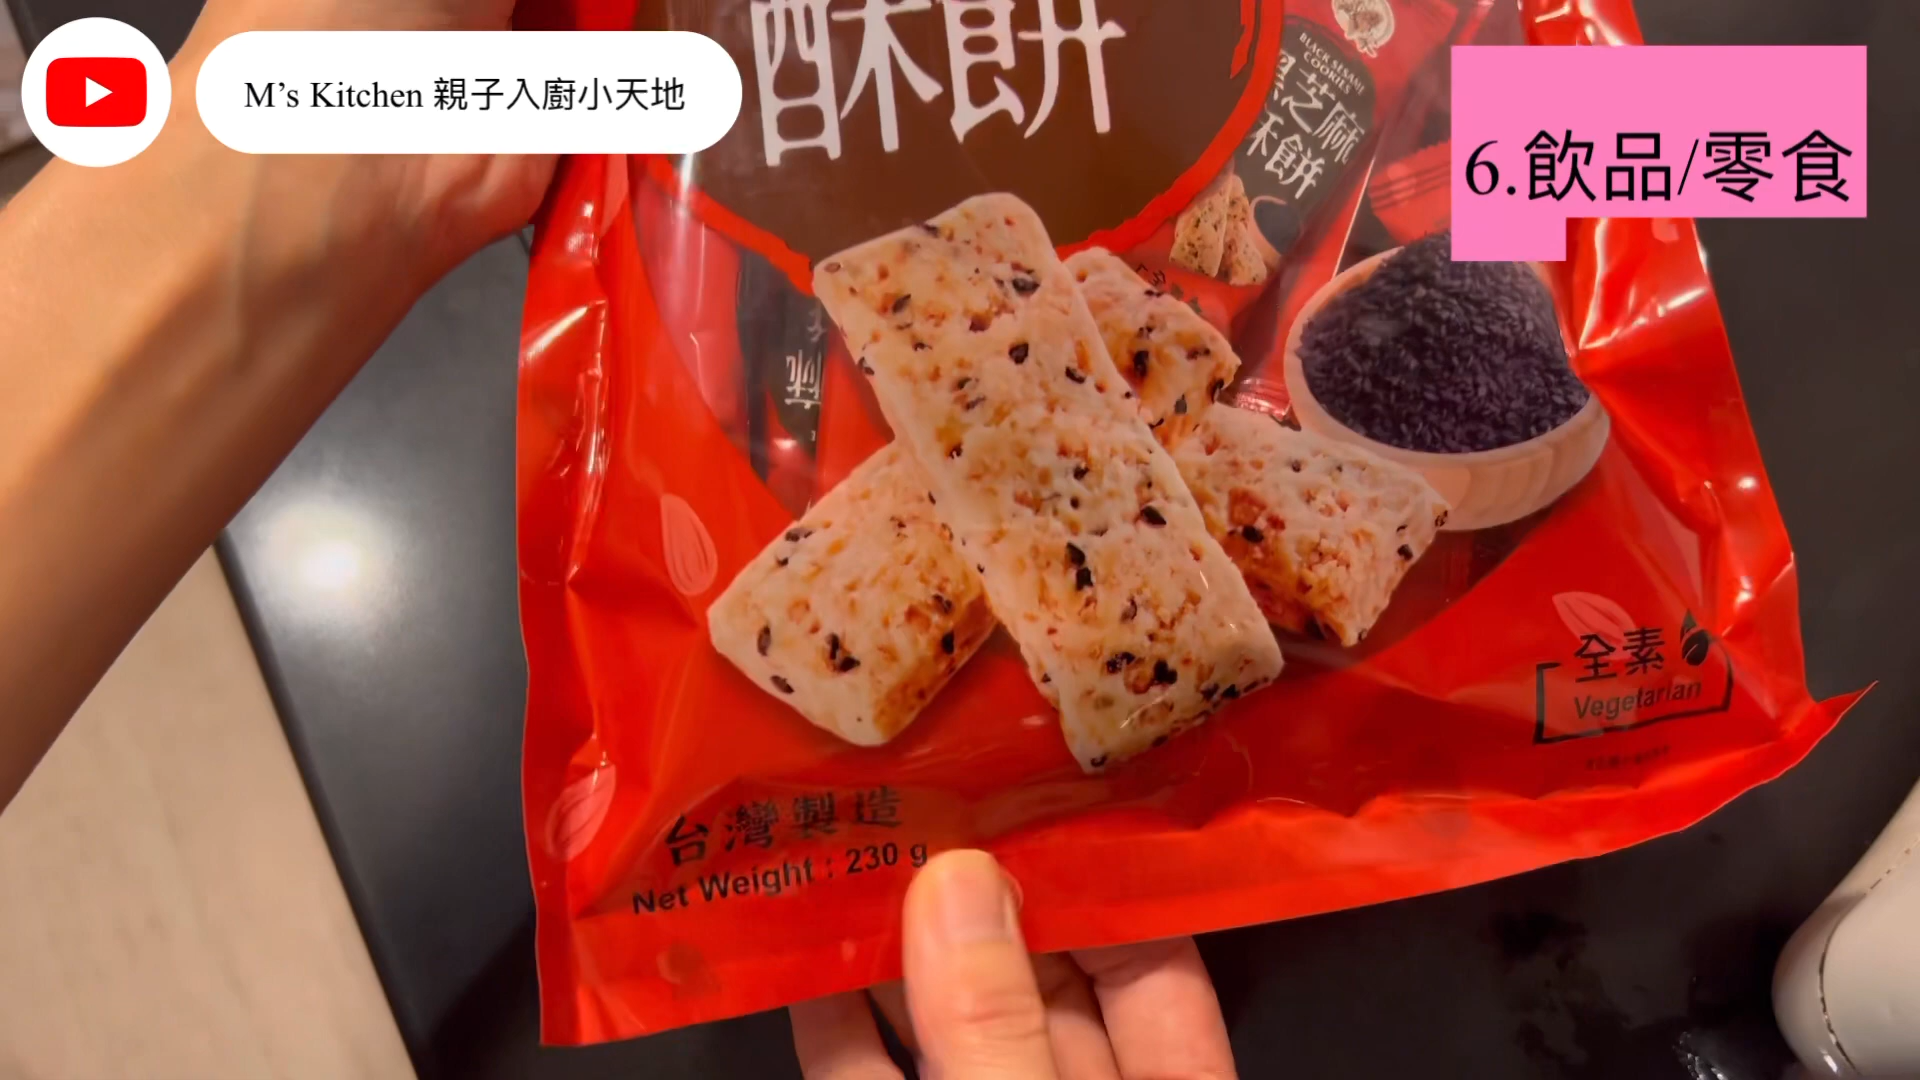 M’s Kitchen 親子入廚小天地
6.飲品/零食
酥餅
BLACK SESAME
COOKIES
黑芝麻
酥餅
全素
Vegetarian
台灣製造
Net Weight : 230 g